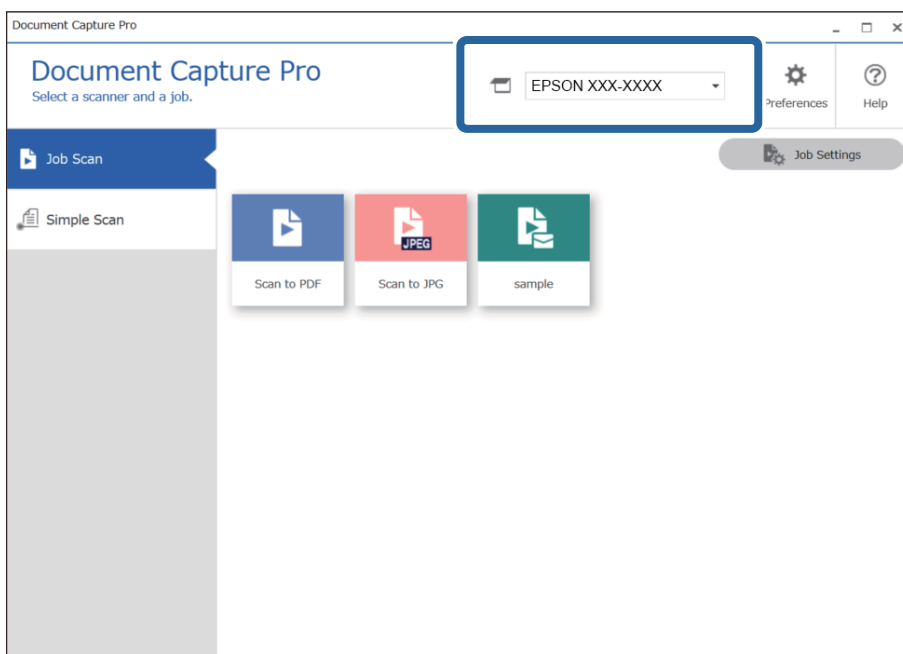 Document Capture Pro
Document Capture Pro
Select a scanner and a job.
EPSON XXX-XXXX
Preferences
Help
Job Scan
Job Settings
Simple Scan
JPEG
Scan to PDF
Scan to JPG
sample